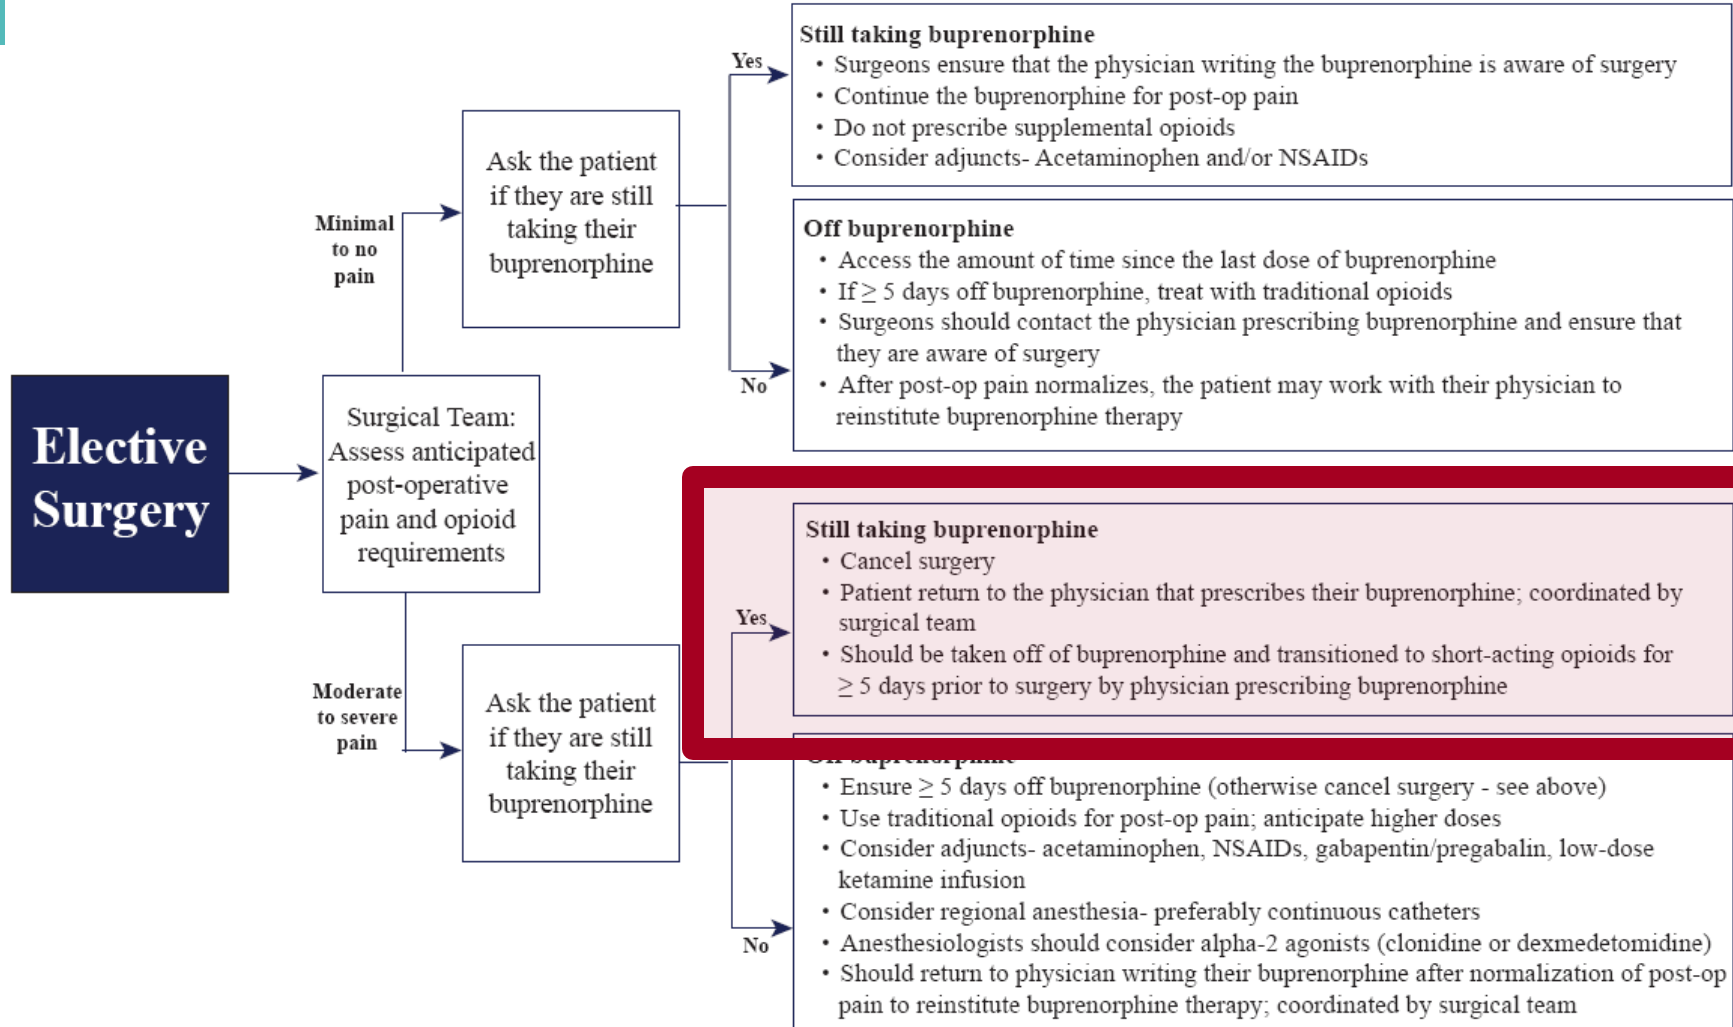 Elective
Surgery
Surgical Team:
Assess anticipated
post-operative
pain and opioid
requirements
Minimal
to no
pain
Ask the patient
if they are still
taking their
buprenorphine
Yes
Still taking buprenorphine
• Surgeons ensure that the physician writing the buprenorphine is aware of surgery
• Continue the buprenorphine for post-op pain
• Do not prescribe supplemental opioids
• Consider adjuncts- Acetaminophen and/or NSAIDs
No
Off buprenorphine
• Access the amount of time since the last dose of buprenorphine
• If ≥ 5 days off buprenorphine, treat with traditional opioids
• Surgeons should contact the physician prescribing buprenorphine and ensure that
they are aware of surgery
• After post-op pain normalizes, the patient may work with their physician to
reinstitute buprenorphine therapy
Moderate
to severe
pain
Ask the patient
if they are still
taking their
buprenorphine
Yes
Still taking buprenorphine
• Cancel surgery
• Patient return to the physician that prescribes their buprenorphine; coordinated by
surgical team
• Should be taken off of buprenorphine and transitioned to short-acting opioids for
≥ 5 days prior to surgery by physician prescribing buprenorphine
No
Off buprenorphine
• Ensure ≥ 5 days off buprenorphine (otherwise cancel surgery - see above)
• Use traditional opioids for post-op pain; anticipate higher doses
• Consider adjuncts- acetaminophen, NSAIDs, gabapentin/pregabalin, low-dose
ketamine infusion
• Consider regional anesthesia- preferably continuous catheters
• Anesthesiologists should consider alpha-2 agonists (clonidine or dexmedetomidine)
• Should return to physician writing their buprenorphine after normalization of post-op
pain to reinstitute buprenorphine therapy; coordinated by surgical team